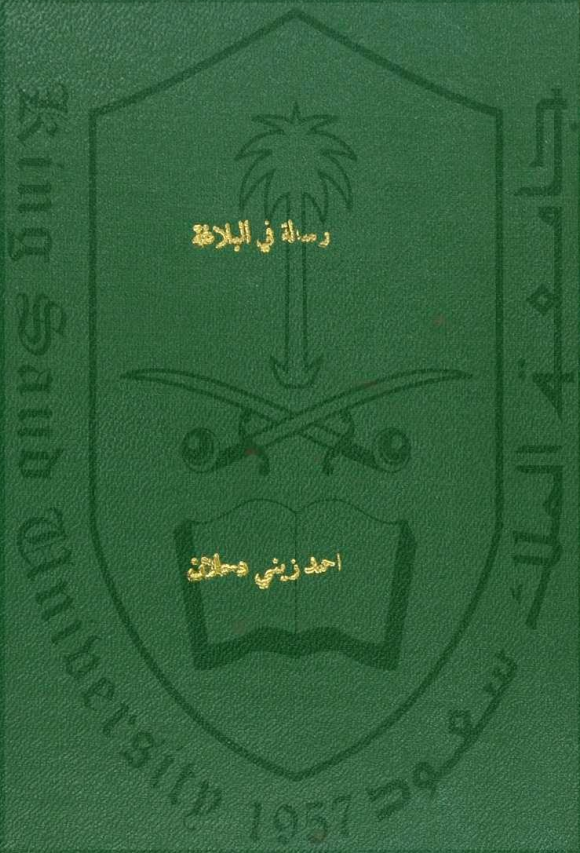 رسالة في البلاغة
احمد زيني دحلان
King Saud University 1957
جامعة الملك سعود